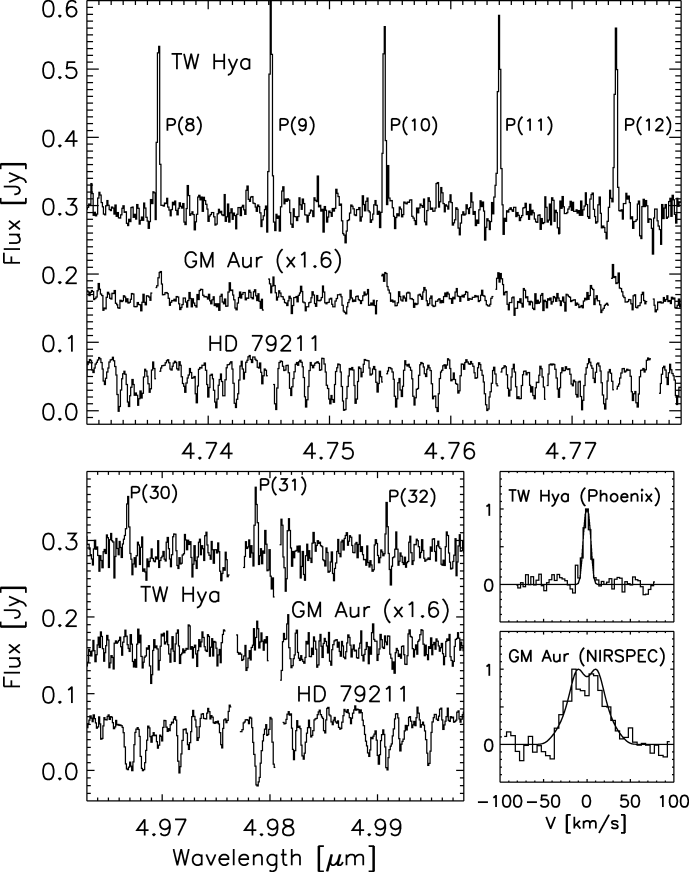 0.6
TW Hya
0.5
P(8) P(9) P(10) P(11) P(12)
0.4
Flux [Jy]
0.3
GM Aur (x1.6)
0.2
HD 79211
0.1
0.0
4.74 4.75 4.76 4.77
P(30) P(31) P(32)
0.3
TW Hya
GM Aur (x1.6)
0.2
Flux [Jy]
HD 79211
0.1
0.0
4.97 4.98 4.99
Wavelength [μm]
TW Hya (Phoenix)
1
0
GM Aur (NIRSPEC)
1
0
-100 -50 0 50 100
V [km/s]